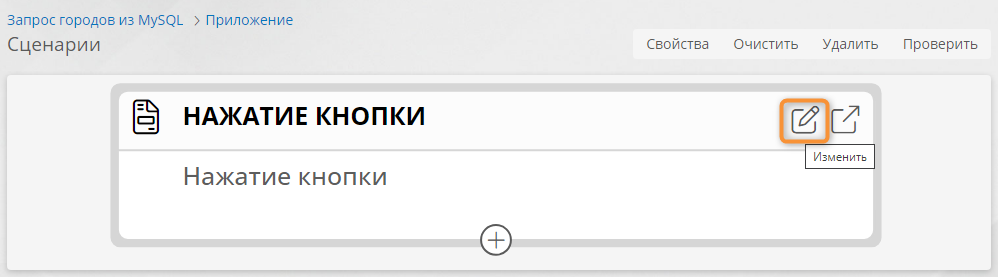 Запрос городов из MySQL > Приложение
Сценарии
Свойства Очистить Удалить Проверить
НАЖАТИЕ КНОПКИ
Изменить
Нажатие кнопки